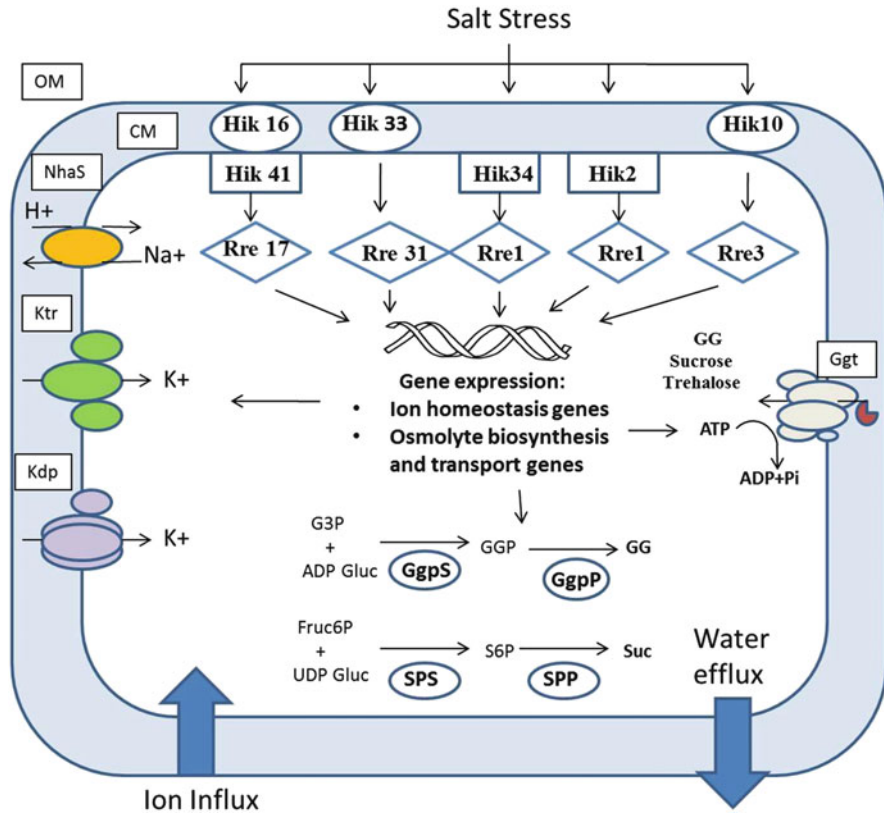 Salt Stress
OM
CM
Hik 16
Hik 33
Hik10
NhaS
Hik 41
Hik34
Hik2
H+
Na+
Rre 17
Rre 31
Rre1
Rre1
Rre3
Ktr
K+
GG
Sucrose
Trehalose
Ggt
Gene expression:
• Ion homeostasis genes
• Osmolyte biosynthesis
and transport genes
ATP
ADP+Pi
Kdp
K+
G3P
+
ADP Gluc
GgpS
GGP
GgpP
GG
Fruc6P
+
UDP Gluc
SPS
S6P
SPP
Suc
Water
efflux
Ion Influx